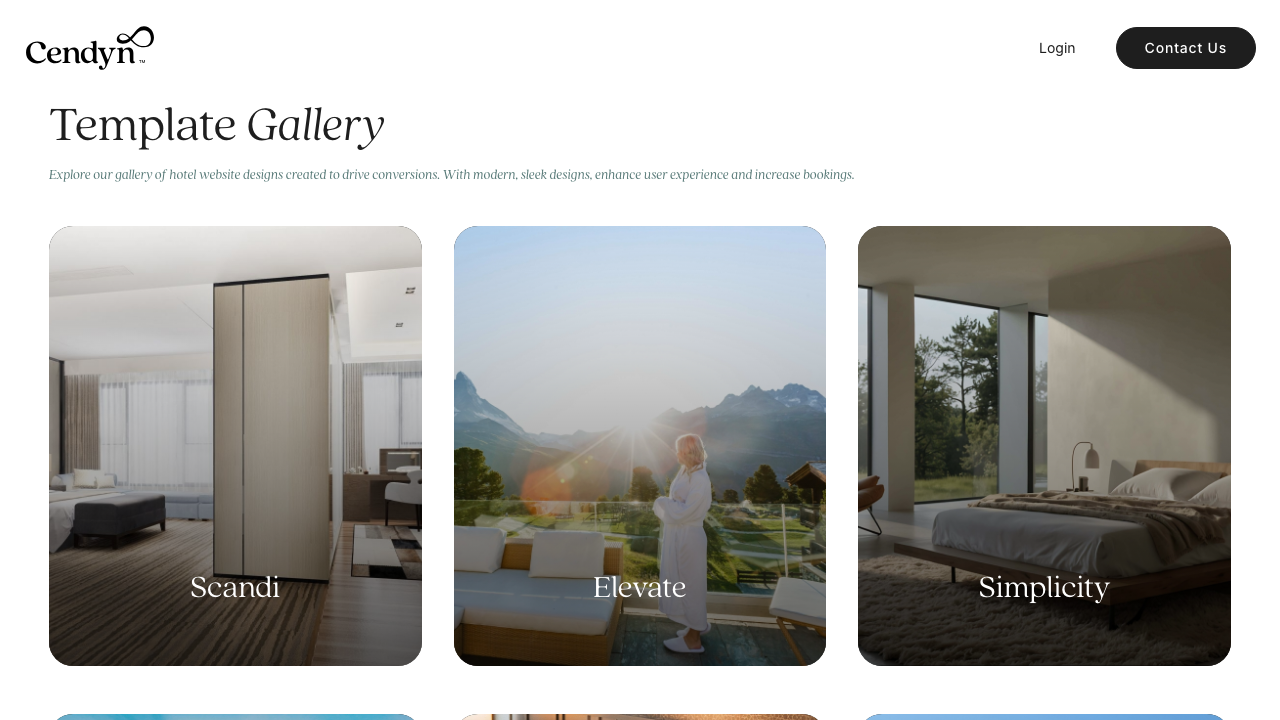 Cendyn™
Login
Contact Us
Template Gallery
Explore our gallery of hotel website designs created to drive conversions. With modern, sleek designs, enhance user experience and increase bookings.
Scandi
Elevate
Simplicity